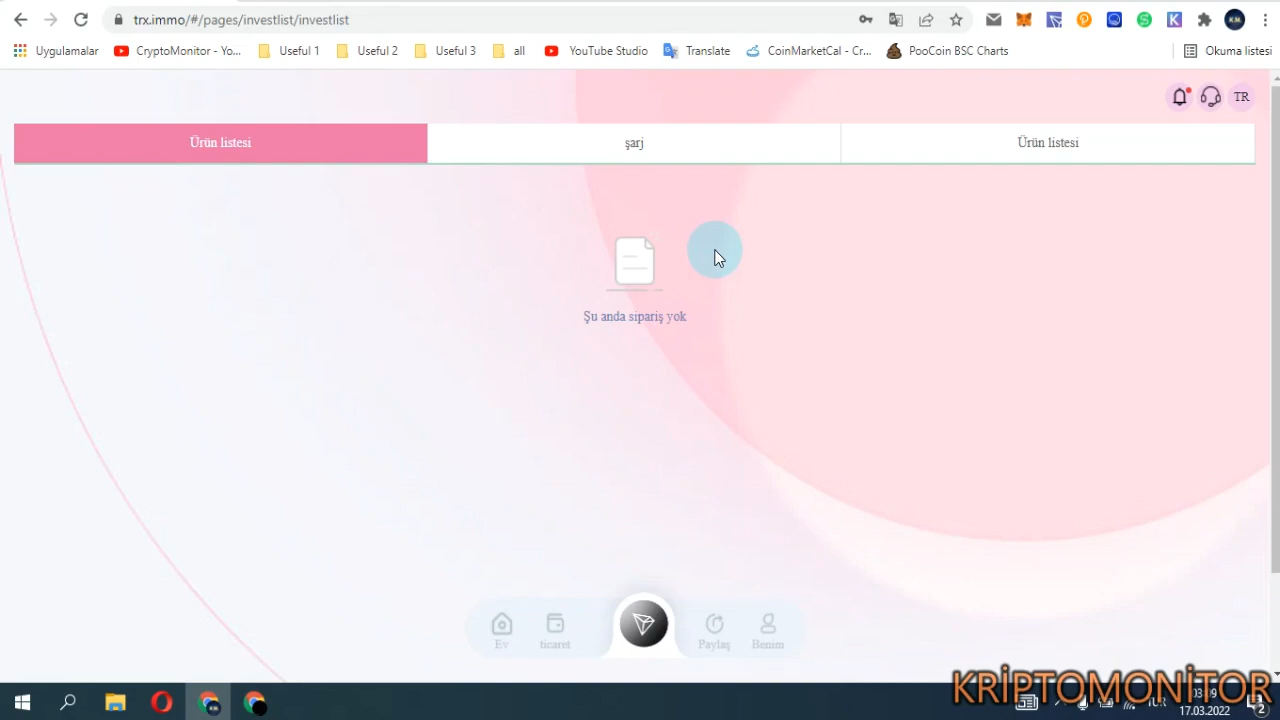 trx.immo/#/pages/investlist/investlist
Uygulamalar
CryptoMonitor - Yo...
Useful 1
Useful 2
Useful 3
all
YouTube Studio
Translate
CoinMarketCal - Cr...
PooCoin BSC Charts
Okuma listesi
TR
Ürün listesi
şarj
Ürün listesi
Şu anda sipariş yok
Ev
ticaret
Paylaş
Benim
KRİPTOMONİTOR
TUR
17.03.2022
2